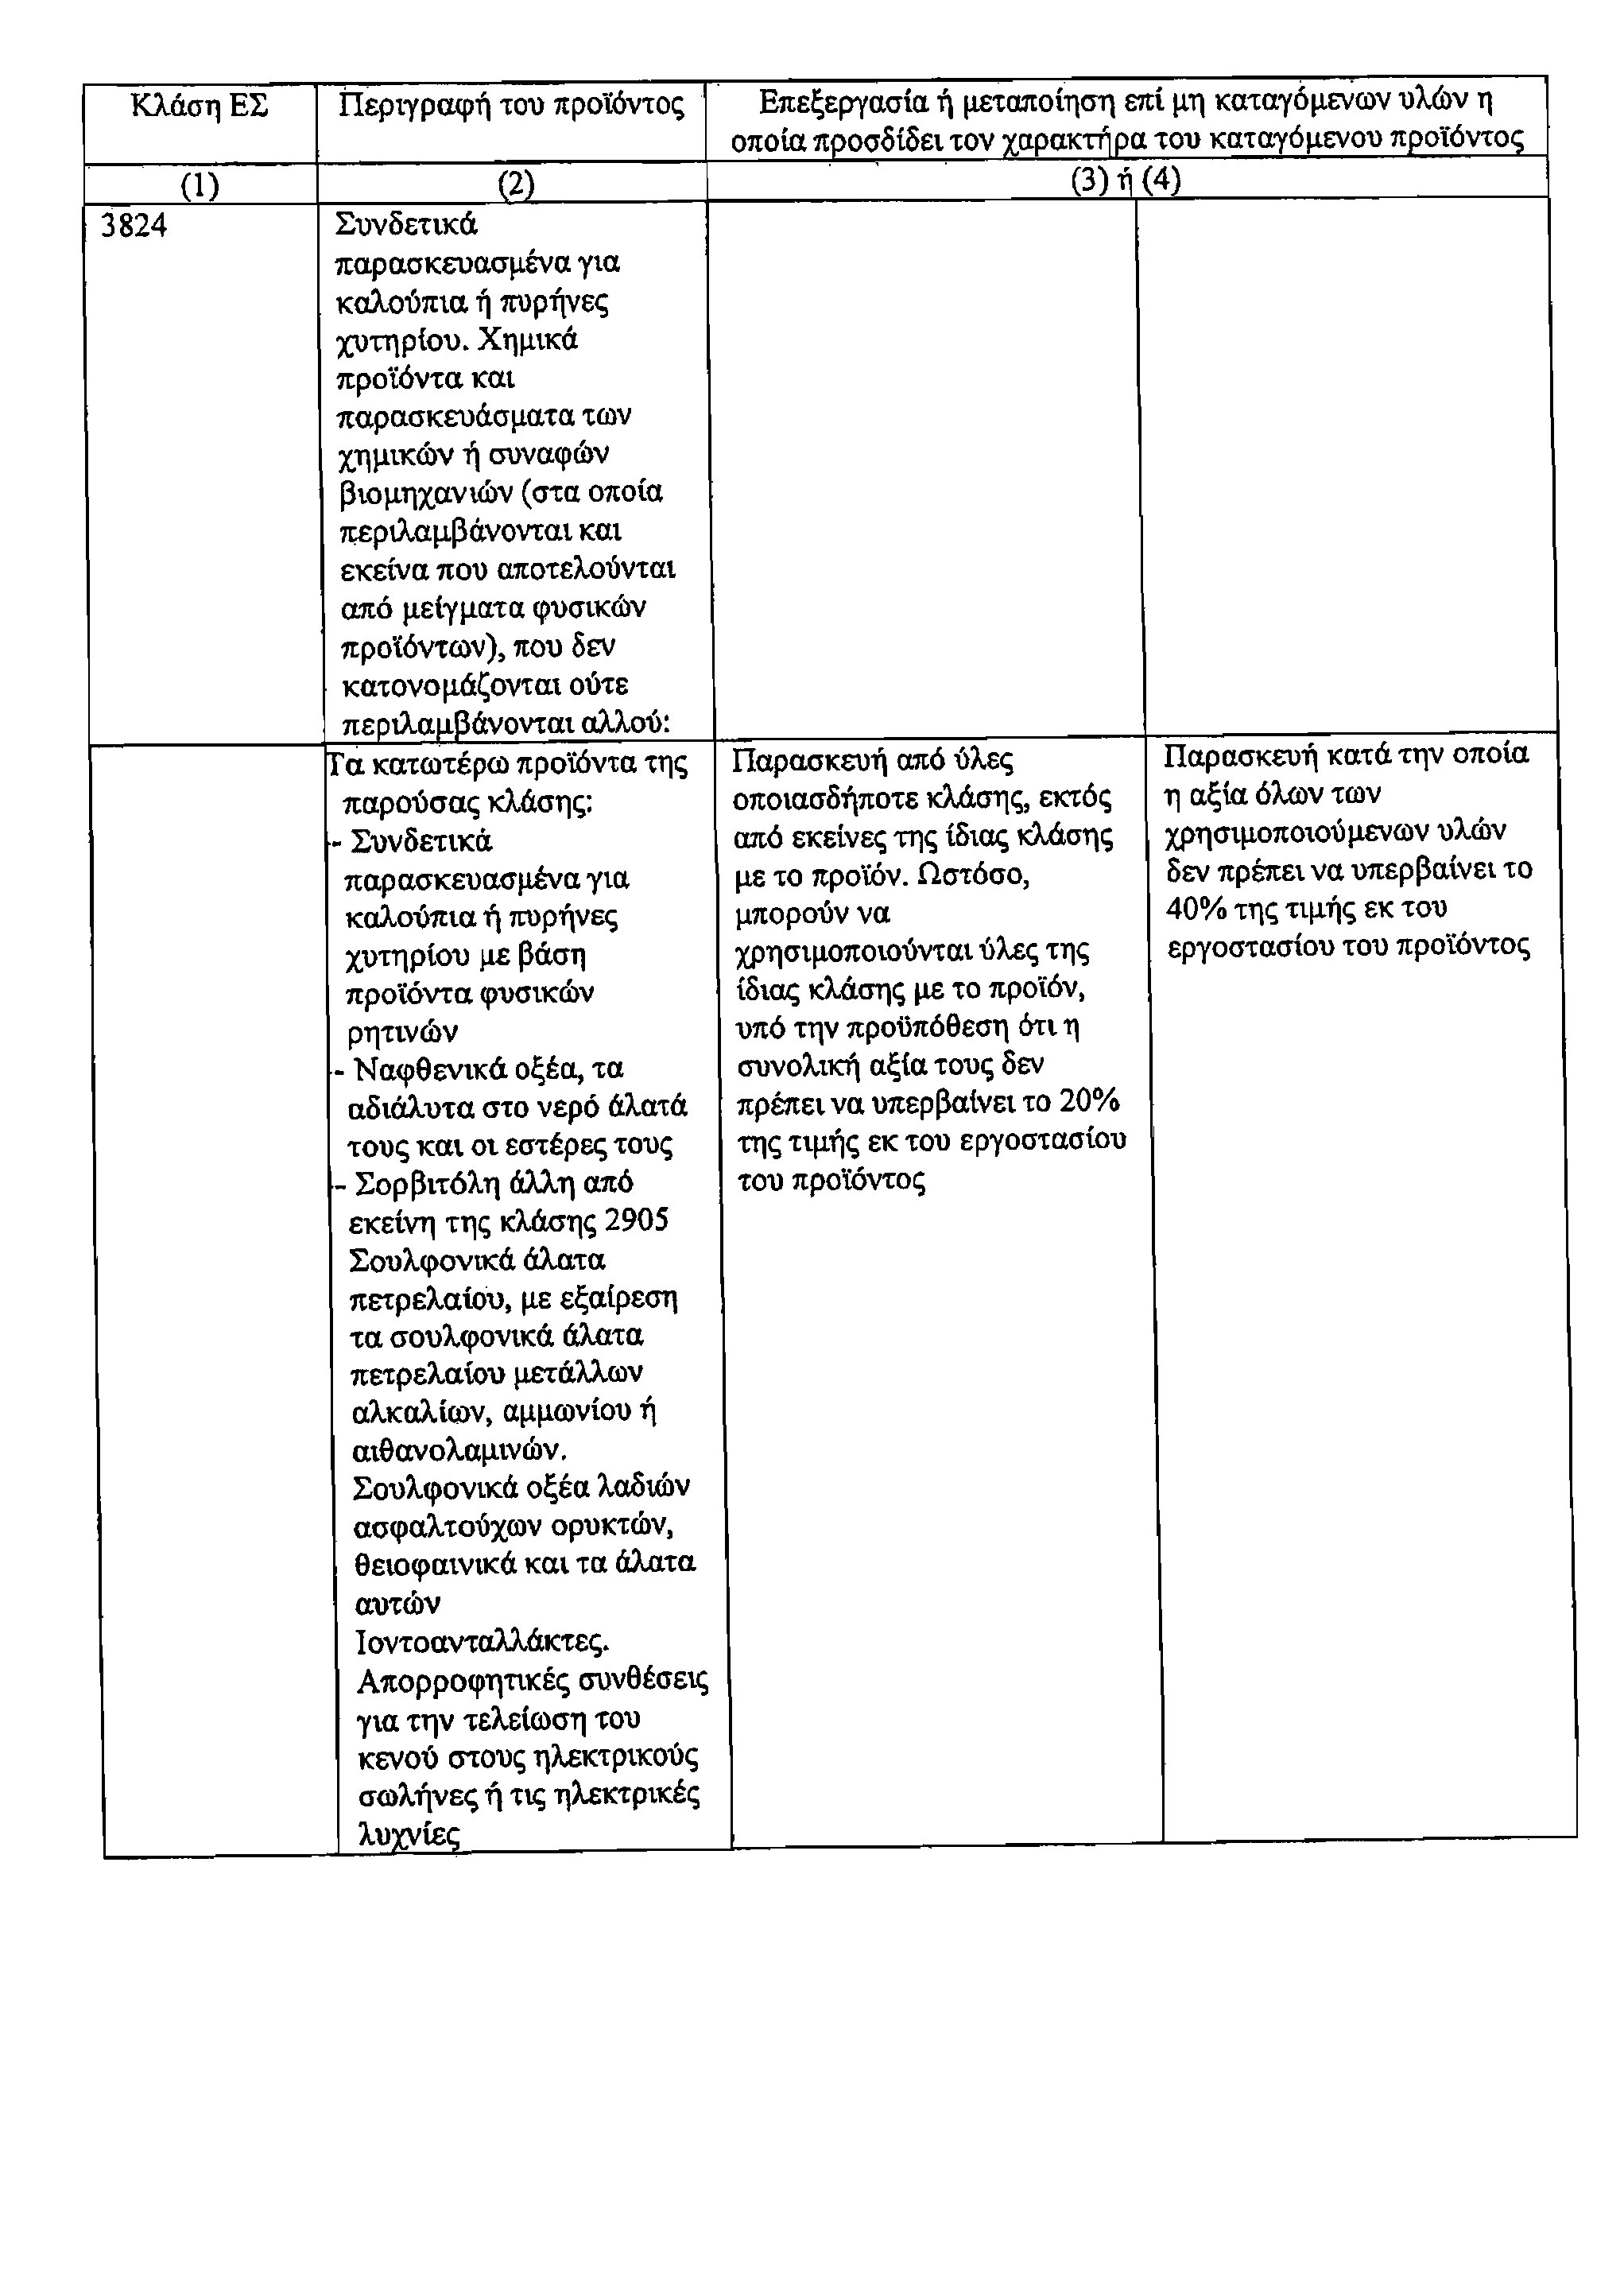 Κλάση ΕΣ
Περιγραφή του προϊόντος
Επεξεργασία ή μεταποίηση επί μη καταγόμενων υλών η
οποία προσδίδει τον χαρακτήρα του καταγόμενου προϊόντος
(1)
(2)
(3) ή (4)
3824
Συνδετικά
παρασκευασμένα για
καλούπια ή πυρήνες
χυτηρίου. Χημικά
προϊόντα και
παρασκευάσματα των
χημικών ή συναφών
βιομηχανιών (στα οποία
περιλαμβάνονται και
εκείνα που αποτελούνται
από μείγματα φυσικών
προϊόντων), που δεν
κατονομάζονται ούτε
περιλαμβάνονται αλλού:
Τα κατωτέρω προϊόντα της
παρούσας κλάσης:
- Συνδετικά
παρασκευασμένα για
καλούπια ή πυρήνες
χυτηρίου με βάση
προϊόντα φυσικών
ρητινών
- Ναφθενικά οξέα, τα
αδιάλυτα στο νερό άλατά
τους και οι εστέρες τους
- Σορβιτόλη άλλη από
εκείνη της κλάσης 2905
Σουλφονικά άλατα
πετρελαίου, με εξαίρεση
τα σουλφονικά άλατα
πετρελαίου μετάλλων
αλκαλίων, αμμωνίου ή
αιθανολαμινών.
Σουλφονικά οξέα λαδιών
ασφαλτούχων ορυκτών,
θειοφαινικά και τα άλατα
αυτών
Ιοντοανταλλάκτες.
Απορροφητικές συνθέσεις
για την τελείωση του
κενού στους ηλεκτρικούς
σωλήνες ή τις ηλεκτρικές
λυχνίες
Παρασκευή από ύλες
οποιασδήποτε κλάσης, εκτός
από εκείνες της ίδιας κλάσης
με το προϊόν. Ωστόσο,
μπορούν να
χρησιμοποιούνται ύλες της
ίδιας κλάσης με το προϊόν,
υπό την προϋπόθεση ότι η
συνολική αξία τους δεν
πρέπει να υπερβαίνει το 20%
της τιμής εκ του εργοστασίου
του προϊόντος
Παρασκευή κατά την οποία
η αξία όλων των
χρησιμοποιούμενων υλών
δεν πρέπει να υπερβαίνει το
40% της τιμής εκ του
εργοστασίου του προϊόντος